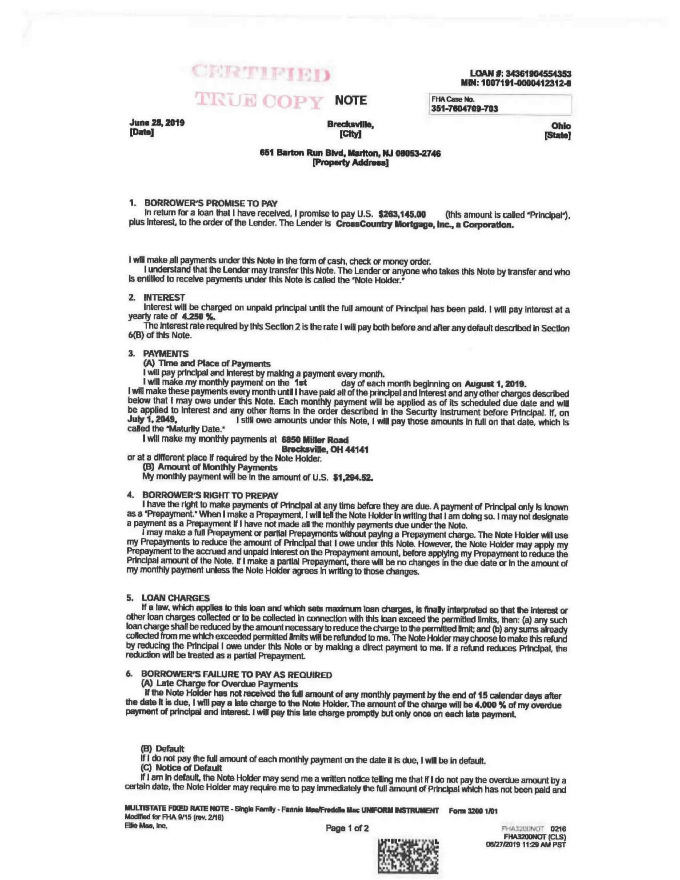 CERTIFIED
TRUE COPY
LOAN #: 34361904554353
MIN: 1007191-0000412312-8
NOTE
FHA Case No.
351-7604709-703
June 28, 2019
[Date]
Brecksville,
[City]
Ohio
[State]
651 Barton Run Blvd, Marlton, NJ 08053-2746
[Property Address]
1. BORROWER'S PROMISE TO PAY
In return for a loan that I have received, I promise to pay U.S. $263,145.00 (this amount is called "Principal"),
plus interest, to the order of the Lender. The Lender is CrossCountry Mortgage, Inc., a Corporation.
I will make all payments under this Note in the form of cash, check or money order.
I understand that the Lender may transfer this Note. The Lender or anyone who takes this Note by transfer and who
is entitled to receive payments under this Note is called the "Note Holder."
2. INTEREST
Interest will be charged on unpaid principal until the full amount of Principal has been paid. I will pay interest at a
yearly rate of 4.250 %.
The interest rate required by this Section 2 is the rate I will pay both before and after any default described in Section
6(B) of this Note.
3. PAYMENTS
(A) Time and Place of Payments
I will pay principal and interest by making a payment every month.
I will make my monthly payment on the 1st day of each month beginning on August 1, 2019.
I will make these payments every month until I have paid all of the principal and interest and any other charges described
below that I may owe under this Note. Each monthly payment will be applied as of its scheduled due date and will
be applied to interest and any other items in the order described in the Security Instrument before Principal. If, on
July 1, 2049, I still owe amounts under this Note, I will pay those amounts in full on that date, which is
called the "Maturity Date."
I will make my monthly payments at 6850 Miller Road
Brecksville, OH 44141
or at a different place if required by the Note Holder.
(B) Amount of Monthly Payments
My monthly payment will be in the amount of U.S. $1,294.52.
4. BORROWER'S RIGHT TO PREPAY
I have the right to make payments of Principal at any time before they are due. A payment of Principal only is known
as a "Prepayment." When I make a Prepayment, I will tell the Note Holder in writing that I am doing so. I may not designate
a payment as a Prepayment if I have not made all the monthly payments due under the Note.
I may make a full Prepayment or partial Prepayments without paying a Prepayment charge. The Note Holder will use
my Prepayments to reduce the amount of Principal that I owe under this Note. However, the Note Holder may apply my
Prepayment to the accrued and unpaid interest on the Prepayment amount, before applying my Prepayment to reduce the
Principal amount of the Note. If I make a partial Prepayment, there will be no changes in the due date or in the amount of
my monthly payment unless the Note Holder agrees in writing to those changes.
5. LOAN CHARGES
If a law, which applies to this loan and which sets maximum loan charges, is finally interpreted so that the interest or
other loan charges collected or to be collected in connection with this loan exceed the permitted limits, then: (a) any such
loan charge shall be reduced by the amount necessary to reduce the charge to the permitted limit; and (b) any sums already
collected from me which exceeded permitted limits will be refunded to me. The Note Holder may choose to make this refund
by reducing the Principal I owe under this Note or by making a direct payment to me. If a refund reduces Principal, the
reduction will be treated as a partial Prepayment.
6. BORROWER'S FAILURE TO PAY AS REQUIRED
(A) Late Charge for Overdue Payments
If the Note Holder has not received the full amount of any monthly payment by the end of 15 calendar days after
the date it is due, I will pay a late charge to the Note Holder. The amount of the charge will be 4.000 % of my overdue
payment of principal and interest. I will pay this late charge promptly but only once on each late payment.
(B) Default
If I do not pay the full amount of each monthly payment on the date it is due, I will be in default.
(C) Notice of Default
If I am in default, the Note Holder may send me a written notice telling me that if I do not pay the overdue amount by a
certain date, the Note Holder may require me to pay immediately the full amount of Principal which has not been paid and
MULTISTATE FIXED RATE NOTE - Single Family - Fannie Mae/Freddie Mac UNIFORM INSTRUMENT Form 3200 1/01
Modified for FHA 9/15 (rev. 2/16)
Ellie Mae, Inc.
Page 1 of 2
FHA3200NOT 0216
FHA3200NOT (CLS)
06/27/2019 11:29 AM PST